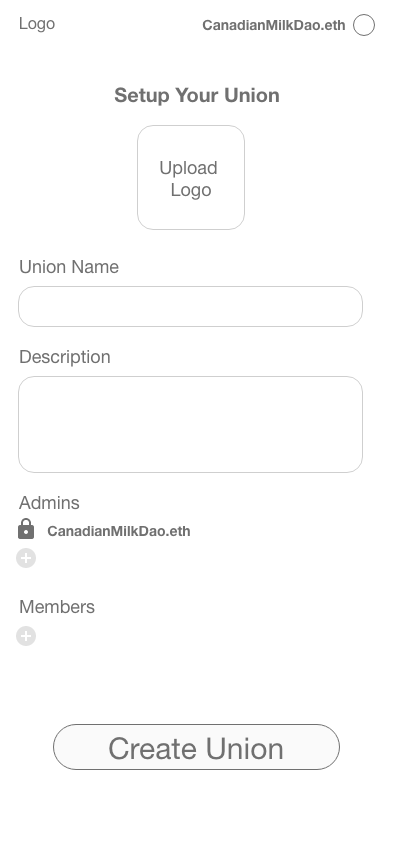 Logo
CanadianMilkDao.eth
Setup Your Union
Upload
Logo
Union Name
Description
Admins
CanadianMilkDao.eth
Members
Create Union